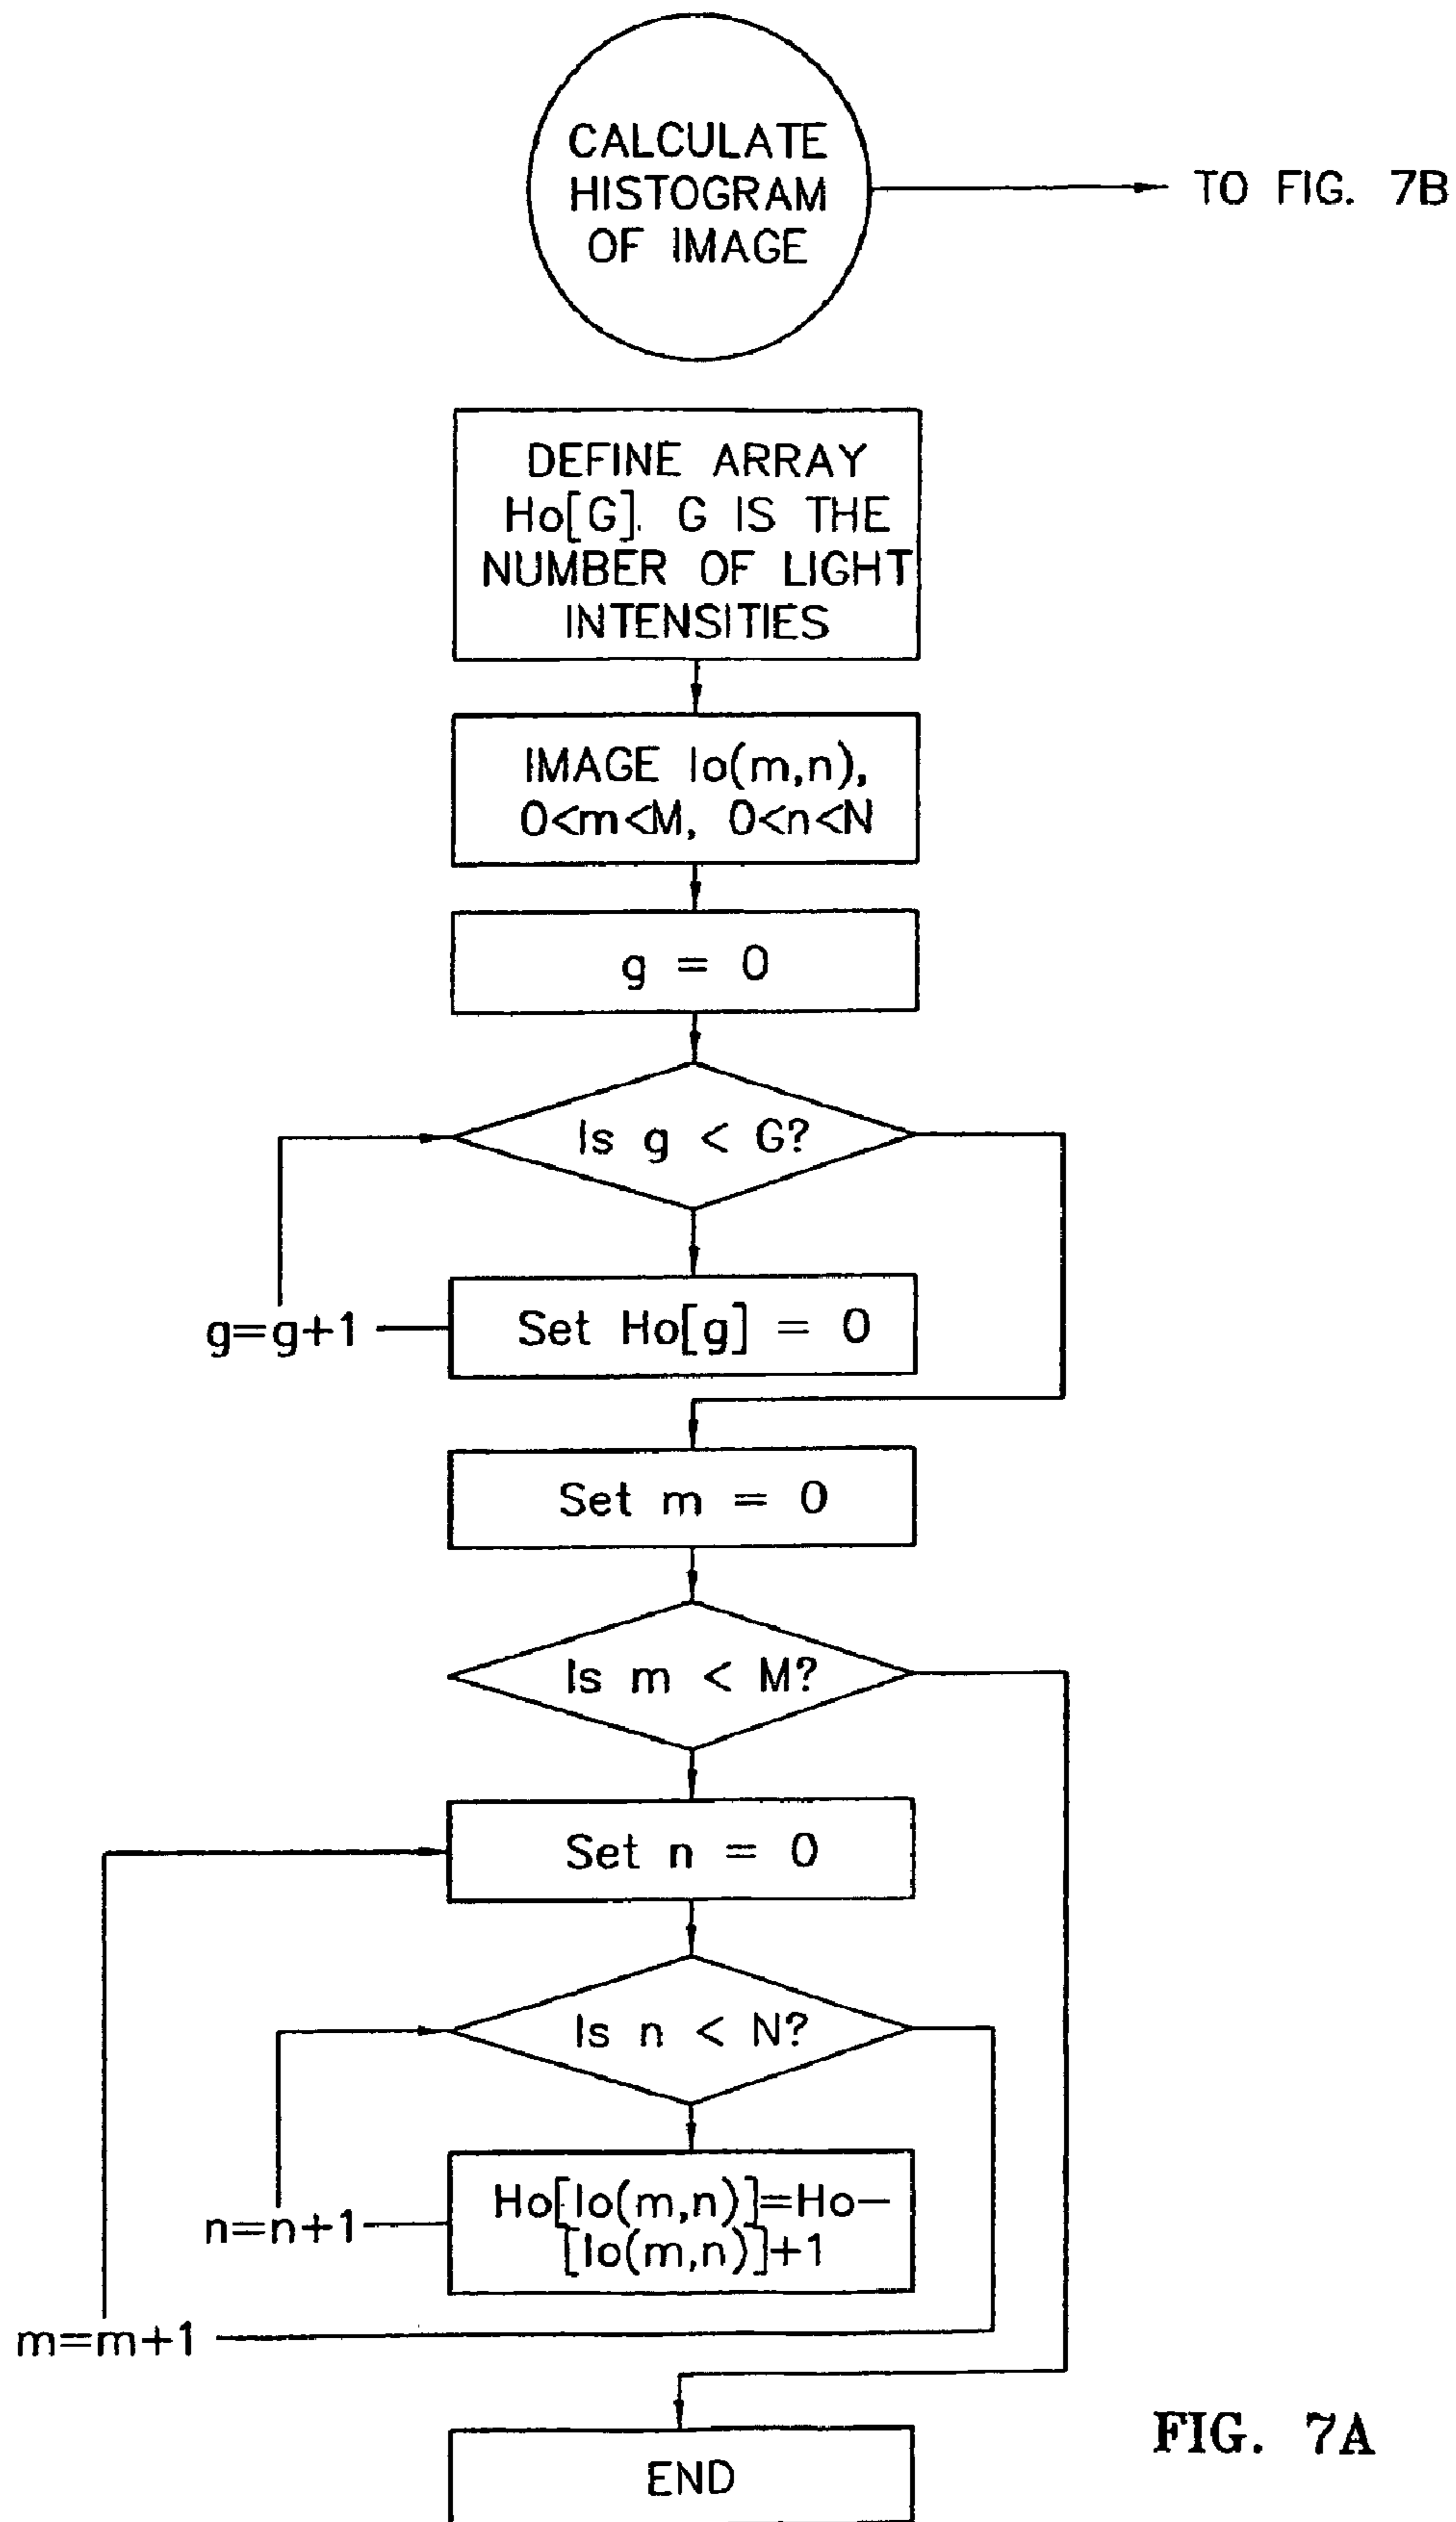 CALCULATE
HISTOGRAM
OF IMAGE
TO FIG. 7B
DEFINE ARRAY
Ho[G]. G IS THE
NUMBER OF LIGHT
INTENSITIES
IMAGE Io(m,n),
0<m<M, 0<n<N
g = 0
Is g < G?
g=g+1
Set Ho[g] = 0
Set m = 0
Is m < M?
Set n = 0
Is n < N?
Ho[Io(m,n)]=Ho-
[Io(m,n)]+1
n=n+1
m=m+1
END
FIG. 7A